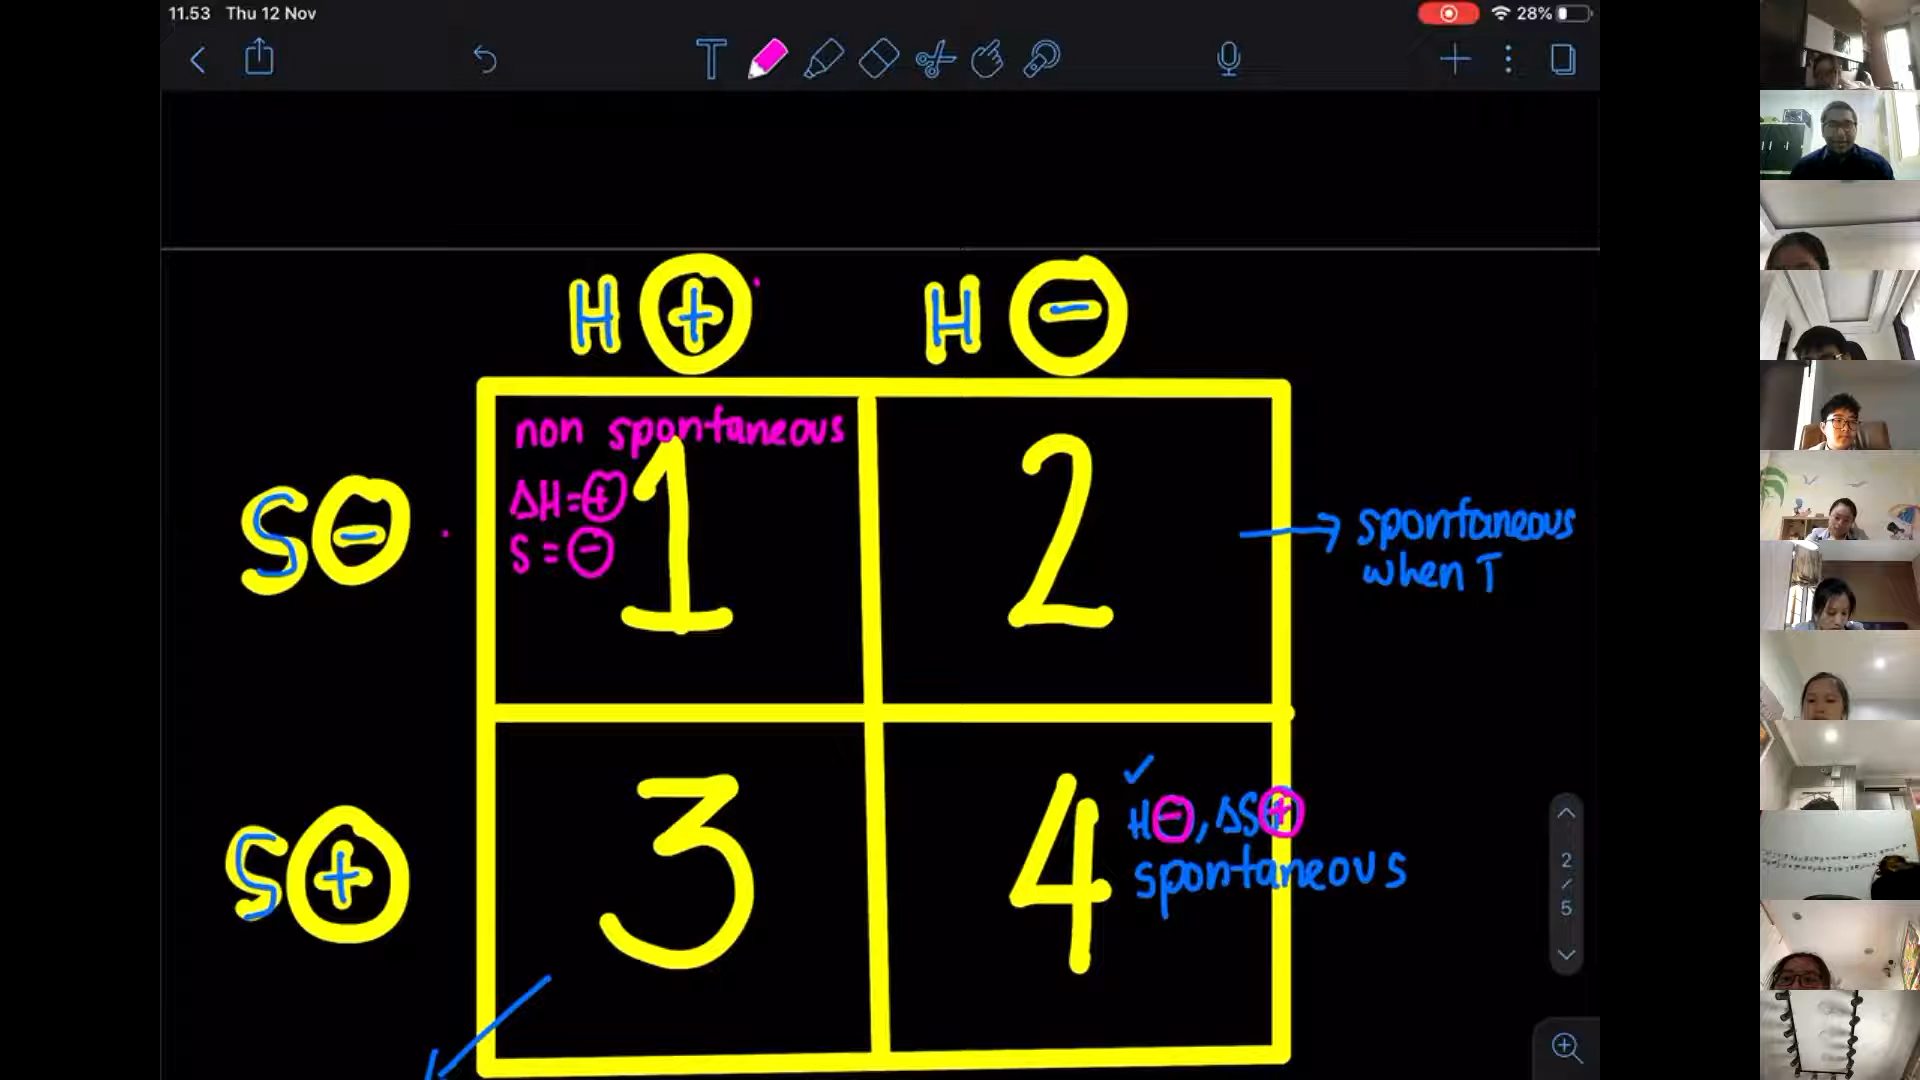 11.53 Thu 12 Nov
28%
T
H + H -
non spontaneous
ΔH=+
S = -
1
2
S -
spontaneous
when T
3
4
H-, ΔS+
spontaneous
S +
2
/
5